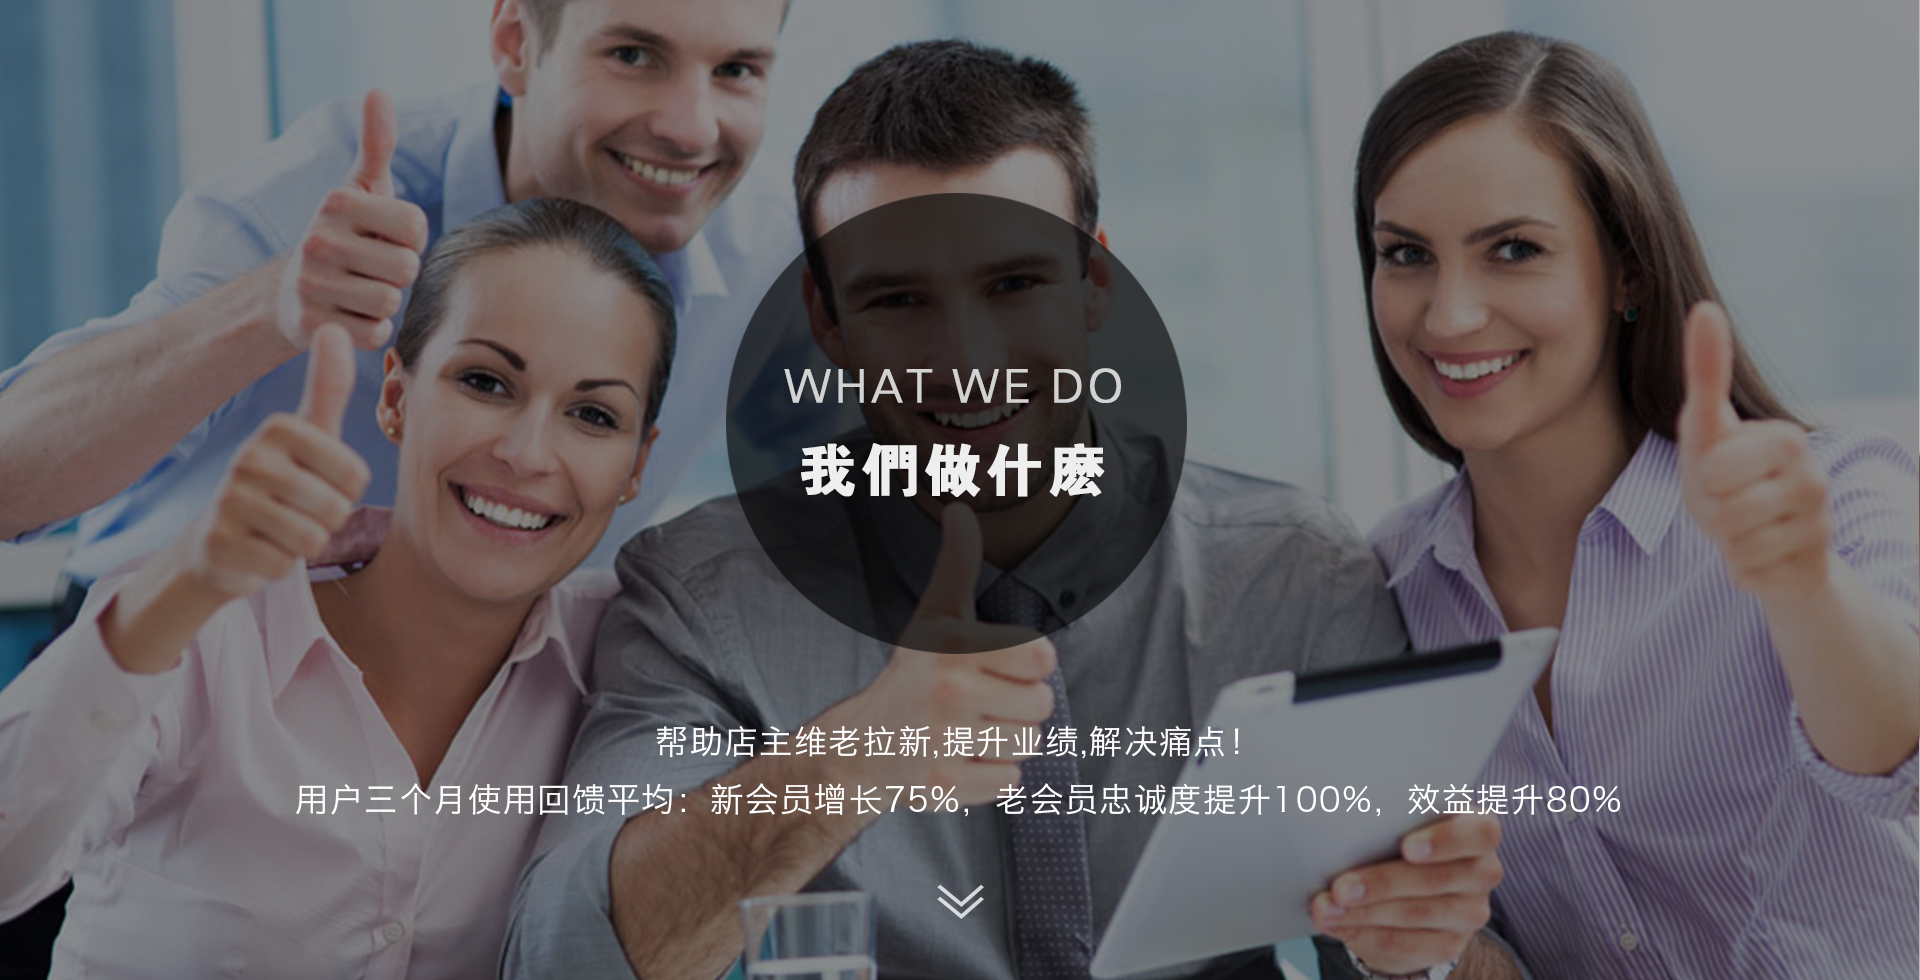 WHAT WE DO
我們做什麽
帮助店主维老拉新,提升业绩,解决痛点！
用户三个月使用回馈平均：新会员增长75%，老会员忠诚度提升100%，效益提升80%